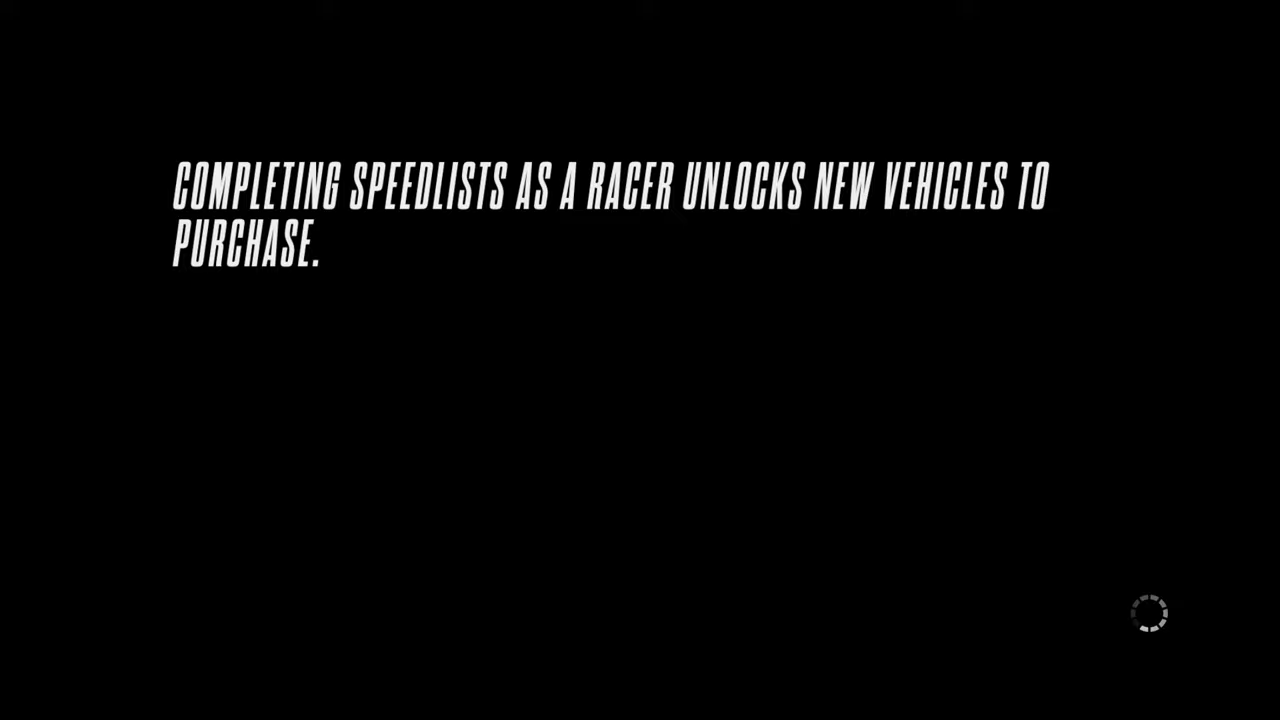 COMPLETING SPEEDLISTS AS A RACER UNLOCKS NEW VEHICLES TO
PURCHASE.